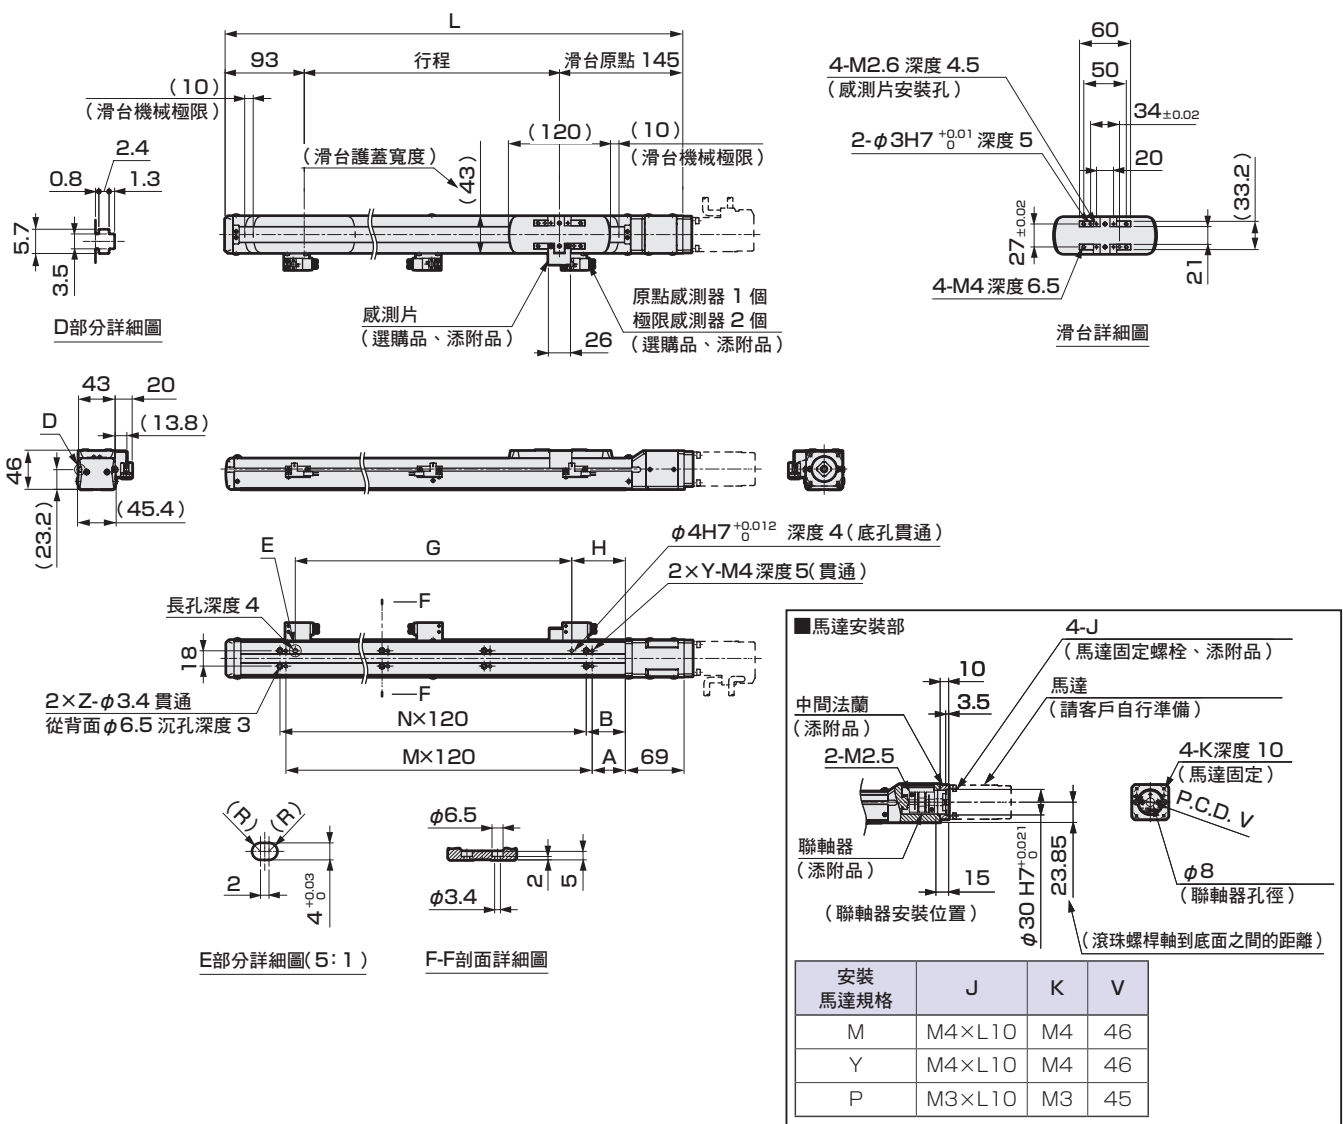 L
93
行程
滑台原點 145
(10)
(滑台機械極限)
(滑台護蓋寬度)
(120)
(10)
(滑台機械極限)
(43)
2.4
0.8
1.3
5.7
3.5
D部分詳細圖
感測片
(選購品、添附品)
26
原點感測器 1 個
極限感測器 2 個
(選購品、添附品)
60
4-M2.6 深度 4.5
(感測片安裝孔)
50
34±0.02
2-φ3H7 +0.01 0 深度 5
20
(33.2)
27±0.02
21
4-M4 深度 6.5
滑台詳細圖
43
20
(13.8)
D
46
(23.2)
(45.4)
E
G
H
φ4H7 +0.012 0 深度 4(底孔貫通)
2×Y-M4 深度 5(貫通)
F
長孔深度 4
18
F
2×Z-φ3.4 貫通
從背面φ6.5 沉孔深度 3
N×120
B
M×120
A
69
(R)
(R)
2
4 +0.03 0
E部分詳細圖(5:1)
φ6.5
φ3.4
2
5
F-F剖面詳細圖
■馬達安裝部
4-J
(馬達固定螺栓、添附品)
10
3.5
馬達
(請客戶自行準備)
中間法蘭
(添附品)
2-M2.5
4-K深度 10
(馬達固定)
P.C.D. V
聯軸器
(添附品)
15
(聯軸器安裝位置)
φ30 H7 +0.021 0
23.85
φ8
(聯軸器孔徑)
(滾珠螺桿軸到底面之間的距離)
安裝
馬達規格 J K V
M M4×L10 M4 46
Y M4×L10 M4 46
P M3×L10 M3 45